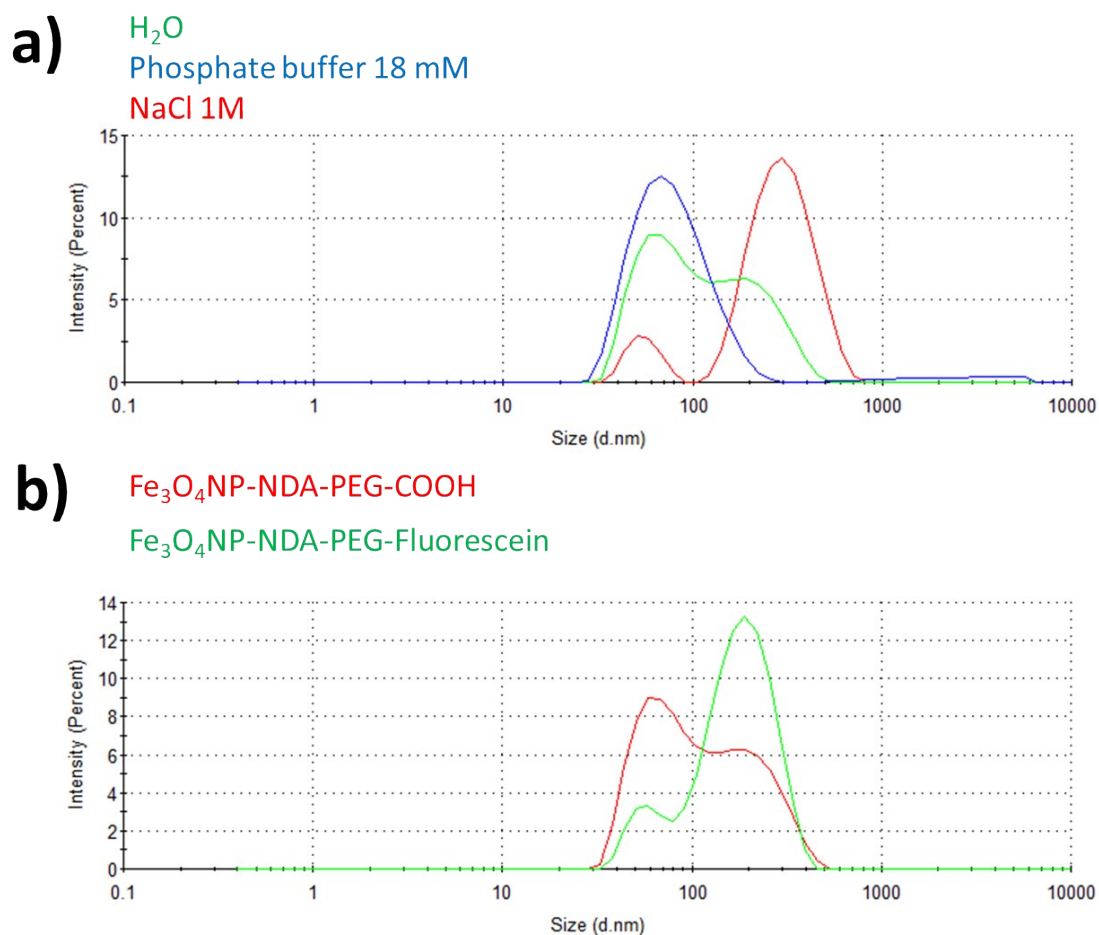 a)
H₂O
Phosphate buffer 18 mM
NaCl 1M
15
10
5
0
Intensity (Percent)
0.1 1 10 100 1000 10000
Size (d.nm)
b)
Fe₃O₄NP-NDA-PEG-COOH
Fe₃O₄NP-NDA-PEG-Fluorescein
14
12
10
8
6
4
2
0
Intensity (Percent)
0.1 1 10 100 1000 10000
Size (d.nm)